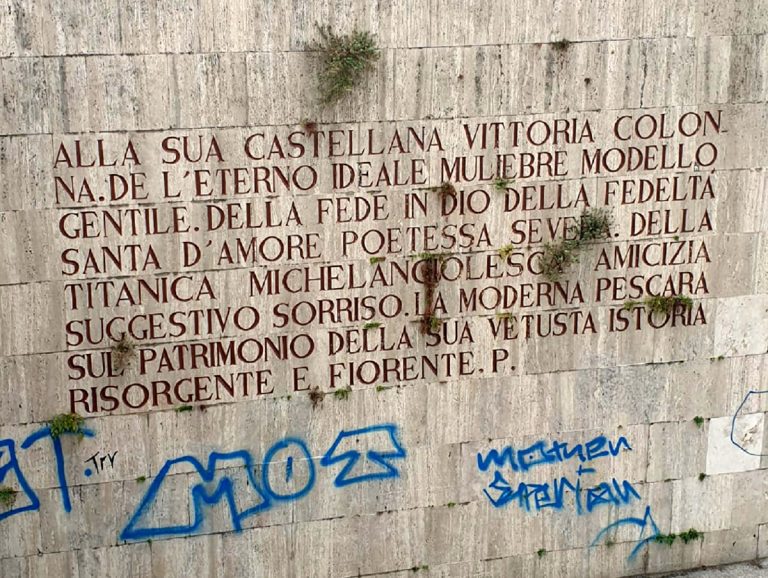 ALLA SUA CASTELLANA VITTORIA COLON
NA. DE L'ETERNO IDEALE MULIEBRE MODELLO
GENTILE. DELLA FEDE IN DIO DELLA FEDELTÀ
SANTA D'AMORE POETESSA SEVERA. DELLA
TITANICA MICHELANGIOLESCA AMICIZIA
SUGGESTIVO SORRISO. LA MODERNA PESCARA
SUL PATRIMONIO DELLA SUA VETUSTA ISTORIA
RISORGENTE E FIORENTE. P.